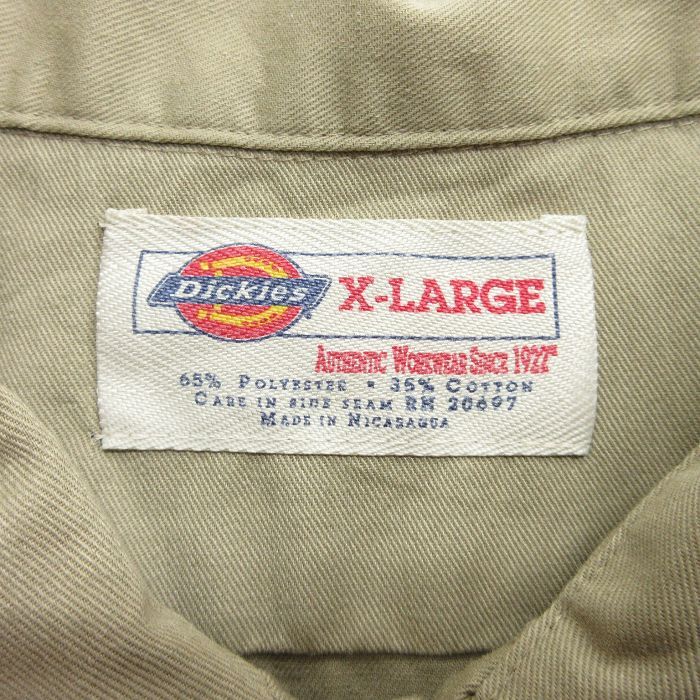 Dickies X-LARGE
AUTHENTIC WORKWEAR SINCE 1922
65% POLYESTER • 35% COTTON
CARE IN SIDE SEAM RN 20697
MADE IN NICARAGUA